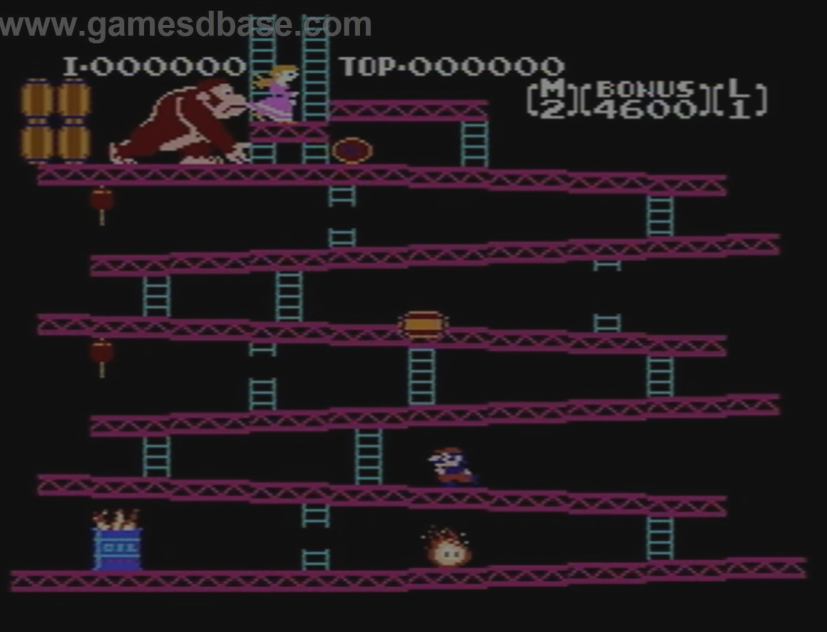 www.gamesdbase.com
I-000000 TOP-000000
M BONUS L
2 4600 1
OIL